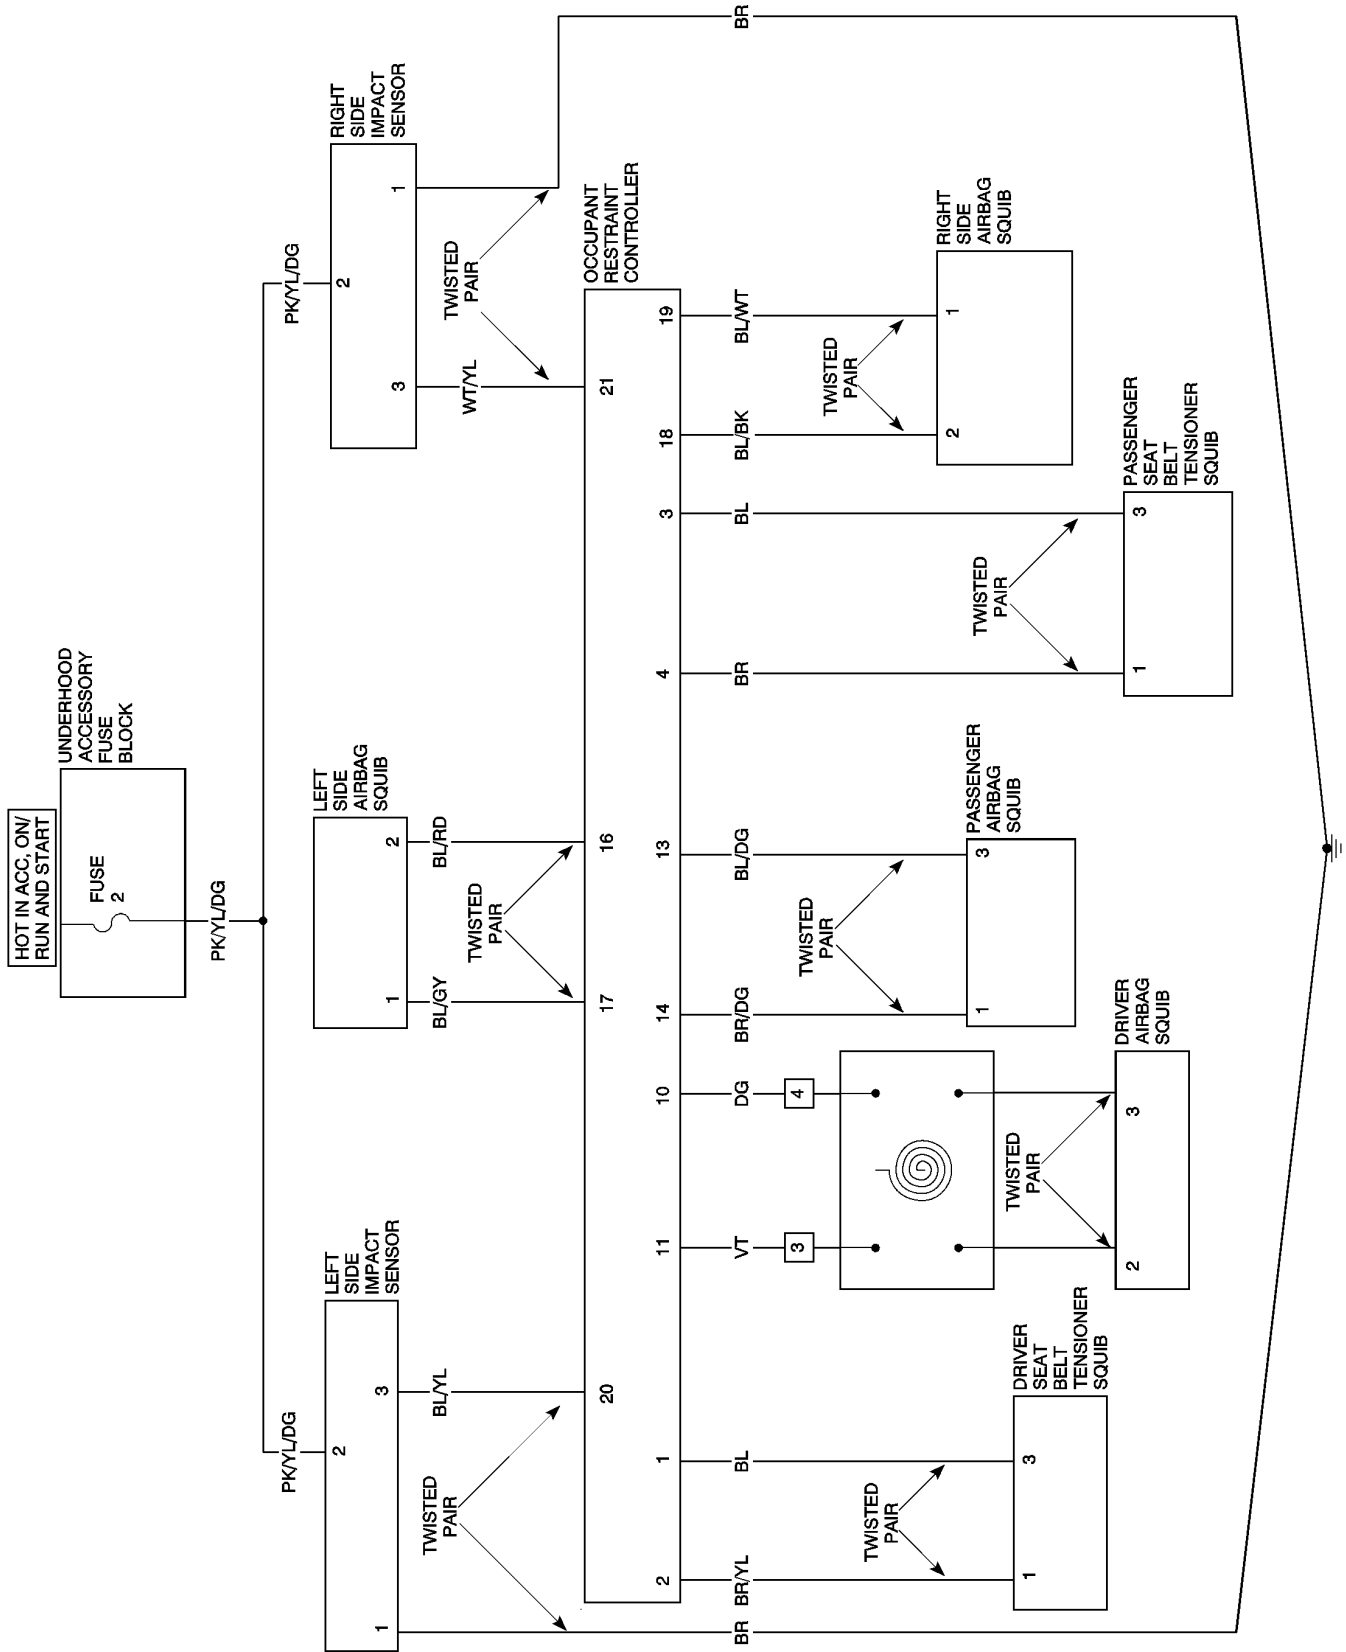 HOT IN ACC, ON/
RUN AND START
UNDERHOOD
ACCESSORY
FUSE
BLOCK
FUSE
2
PK/YL/DG
PK/YL/DG
PK/YL/DG
LEFT
SIDE
IMPACT
SENSOR
2
1
3
BL/YL
TWISTED
PAIR
LEFT
SIDE
AIRBAG
SQUIB
1
2
BL/GY
BL/RD
TWISTED
PAIR
RIGHT
SIDE
IMPACT
SENSOR
2
3
1
WT/YL
TWISTED
PAIR
OCCUPANT
RESTRAINT
CONTROLLER
20
17
16
21
2
1
11
10
14
13
4
3
18
19
BR
BR/YL
BL
VT
DG
BR/DG
BL/DG
BR
BL
BL/BK
BL/WT
BR
3
4
TWISTED
PAIR
DRIVER
SEAT
BELT
TENSIONER
SQUIB
1
3
TWISTED
PAIR
DRIVER
AIRBAG
SQUIB
2
3
TWISTED
PAIR
PASSENGER
AIRBAG
SQUIB
1
3
TWISTED
PAIR
PASSENGER
SEAT
BELT
TENSIONER
SQUIB
1
3
TWISTED
PAIR
RIGHT
SIDE
AIRBAG
SQUIB
2
1